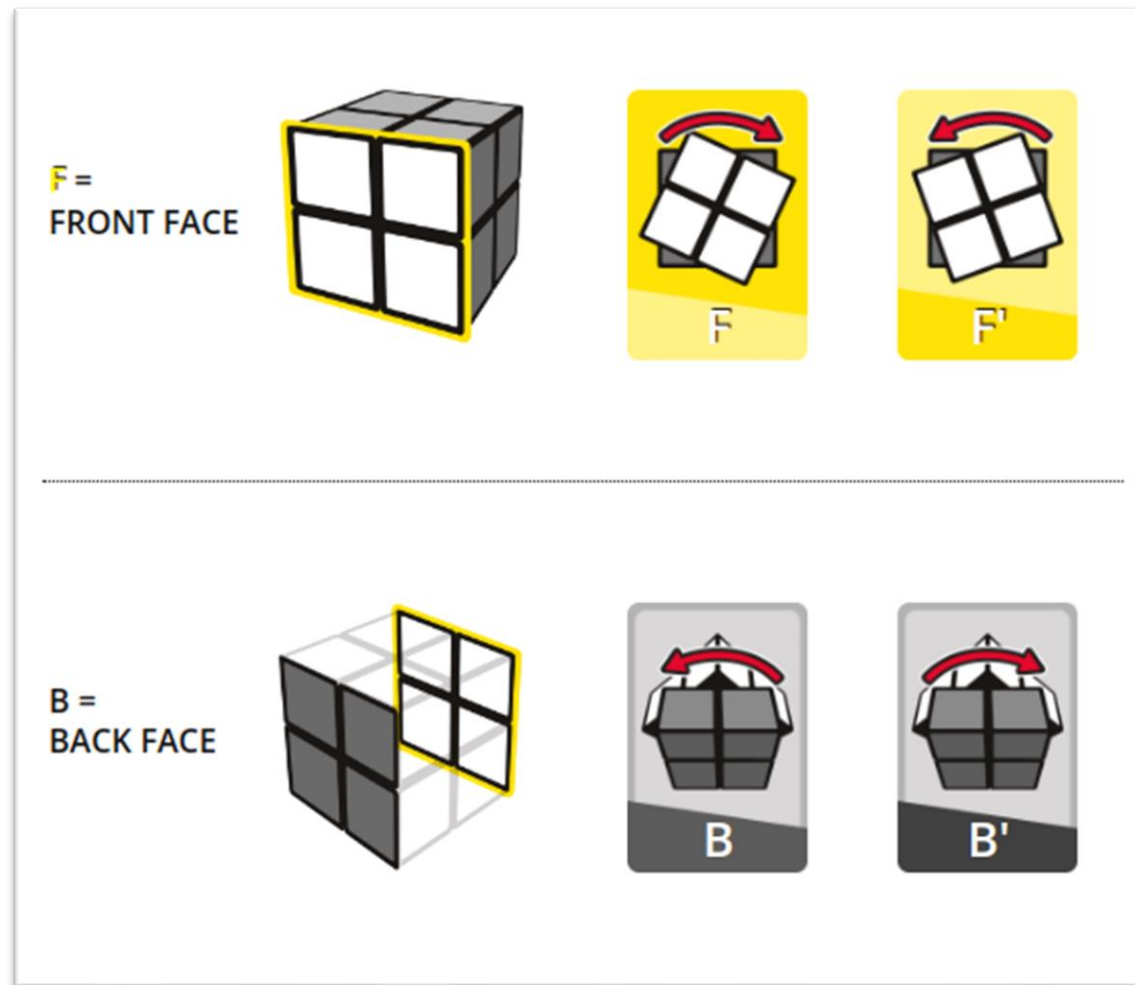 F =
FRONT FACE
F
F'
B =
BACK FACE
B
B'